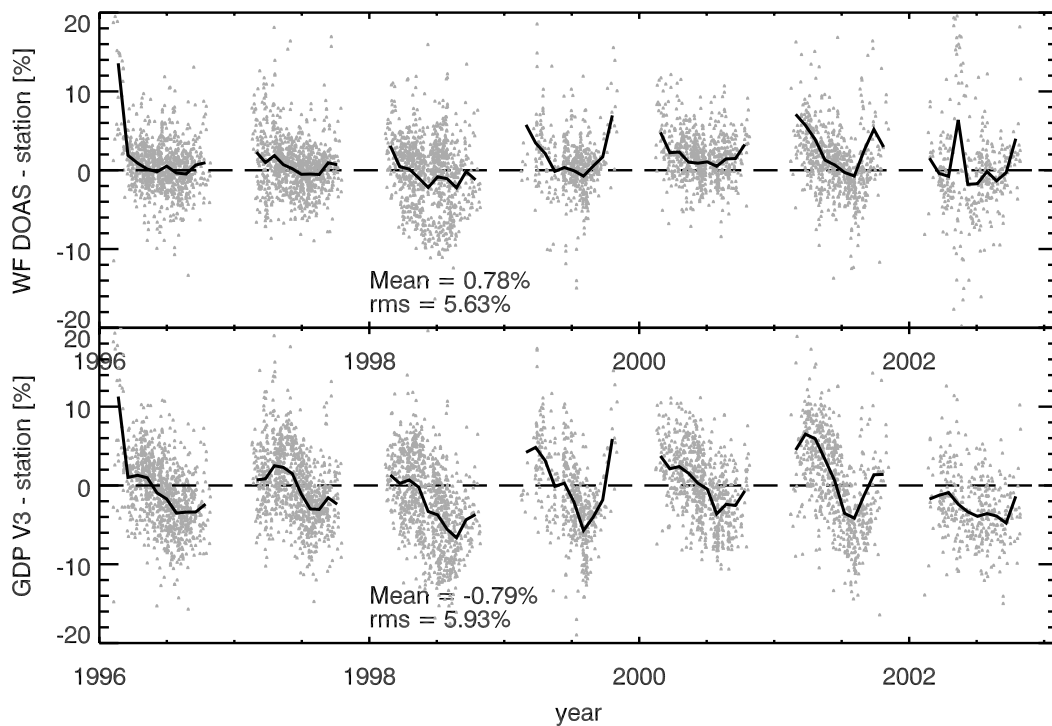 20
10
0
-10
-20
WF DOAS - station [%]
Mean = 0.78%
rms = 5.63%
1996
1998
2000
2002
20
10
0
-10
-20
GDP V3 - station [%]
Mean = -0.79%
rms = 5.93%
1996
1998
2000
2002
year